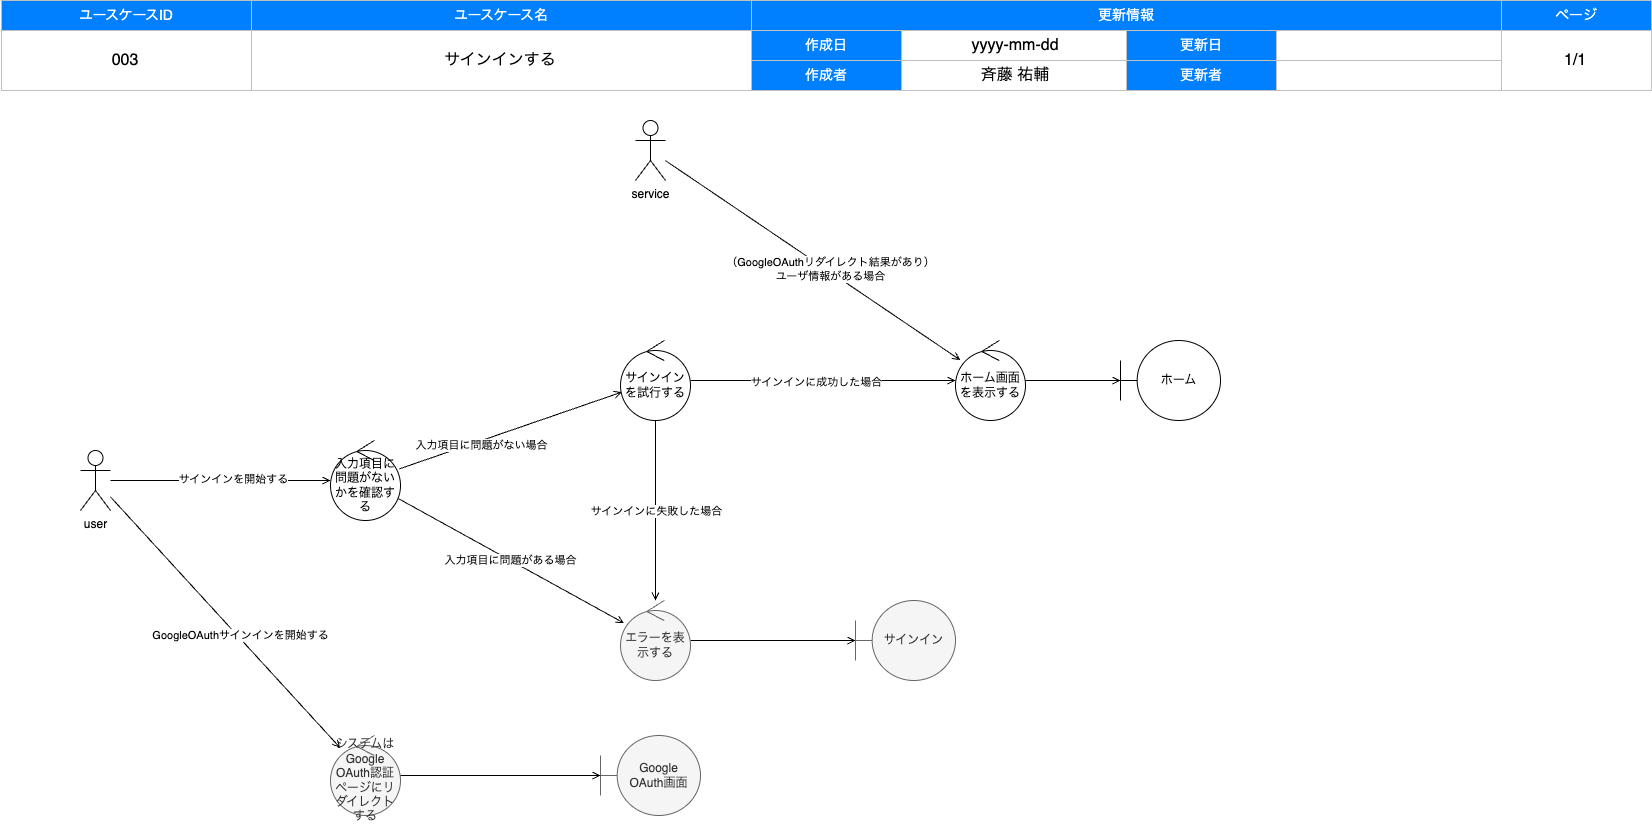 ユースケースID
ユースケース名
更新情報
ページ
003
サインインする
作成日
yyyy-mm-dd
更新日
1/1
作成者
斉藤 祐輔
更新者
service
（GoogleOAuthリダイレクト結果があり）
ユーザ情報がある場合
サインイン
を試行する
サインインに成功した場合
ホーム画面
を表示する
ホーム
入力項目に問題がない場合
user
サインインを開始する
入力項目に
問題がない
かを確認す
る
サインインに失敗した場合
入力項目に問題がある場合
エラーを表
示する
サインイン
GoogleOAuthサインインを開始する
システムは
Google
OAuth認証
ページにリ
ダイレクト
する
Google
OAuth画面